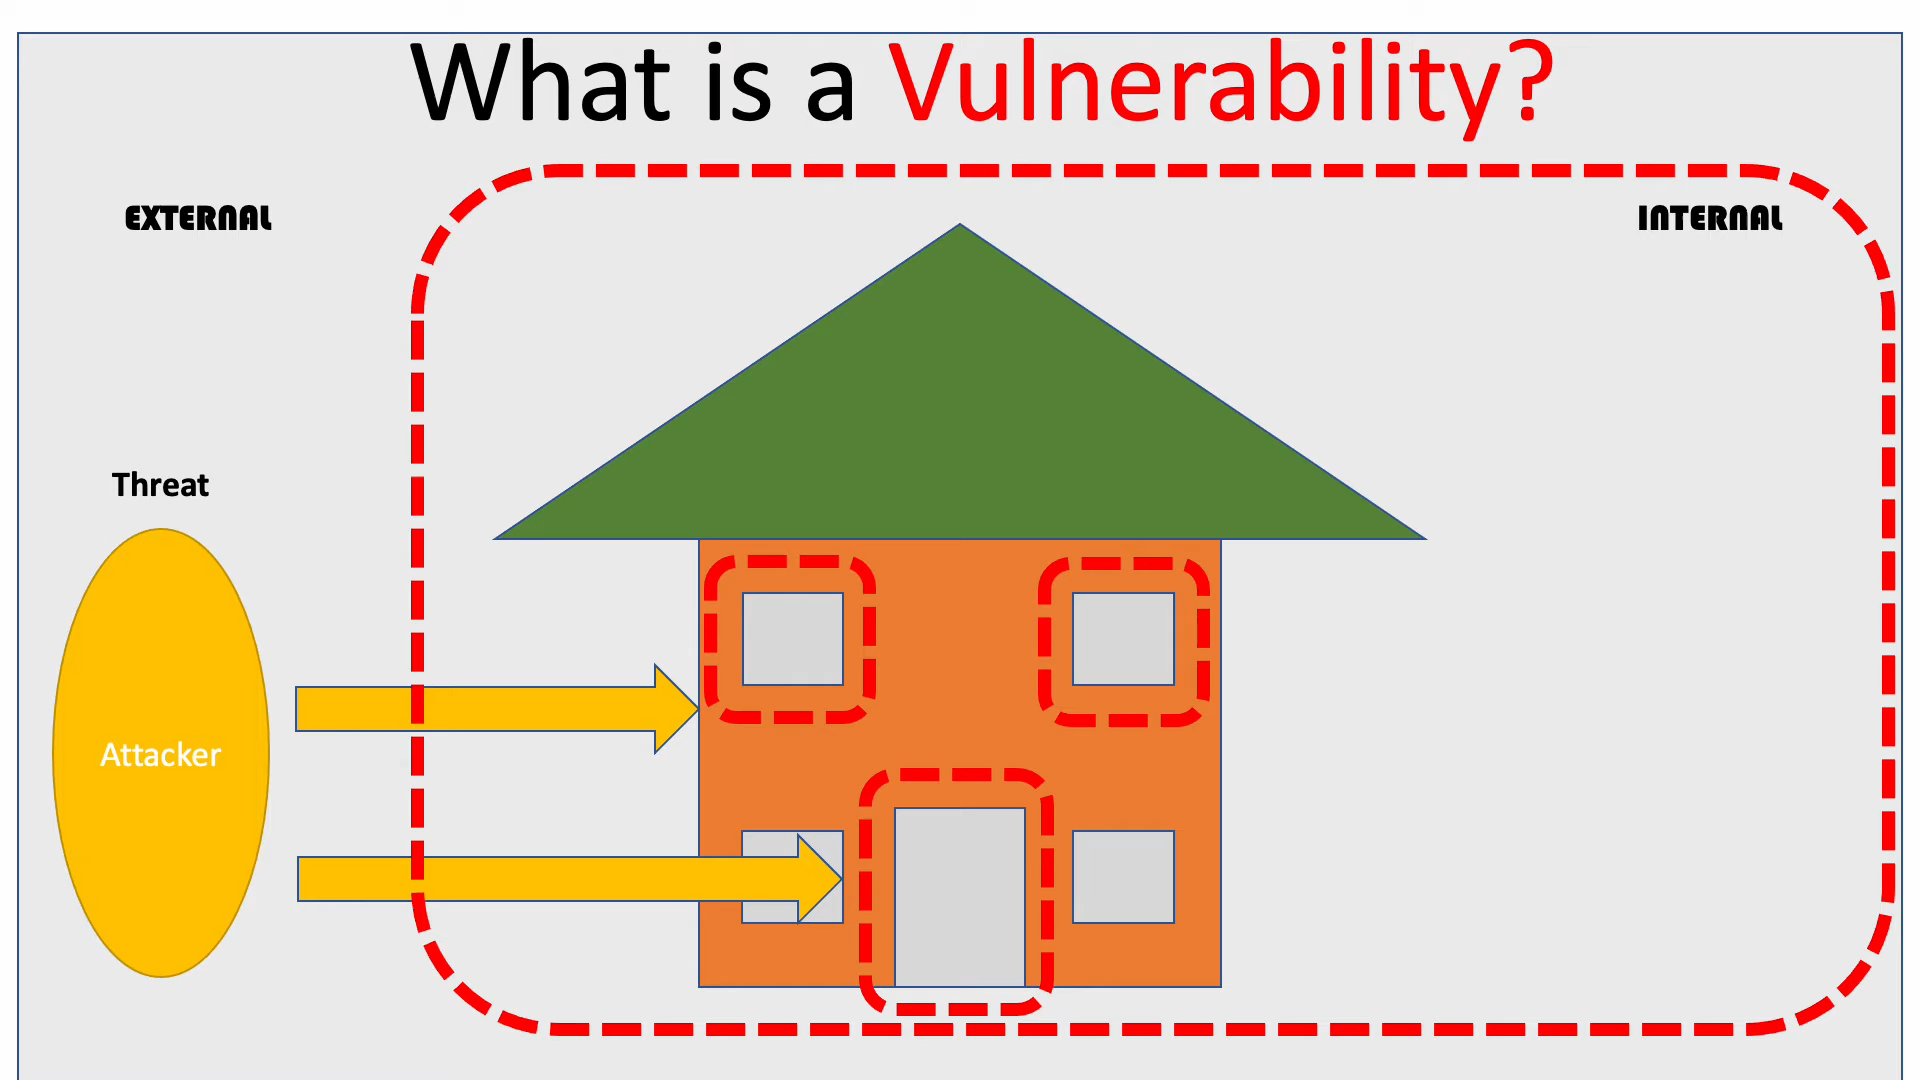 What is a Vulnerability?
EXTERNAL
INTERNAL
Threat
Attacker